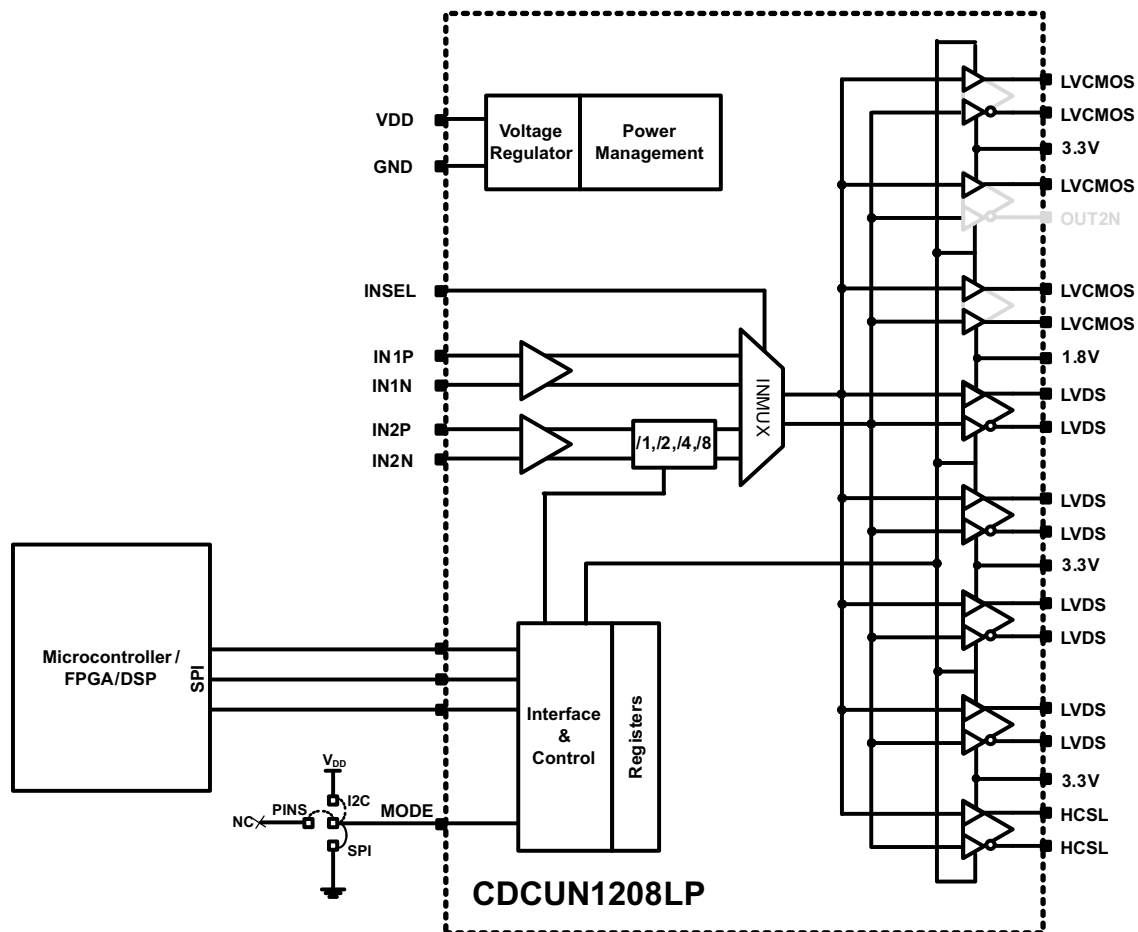 VDD
GND
Voltage
Regulator
Power
Management
INSEL
IN1P
IN1N
IN2P
IN2N
/1,/2,/4,/8
INMUX
LVCMOS
LVCMOS
3.3V
LVCMOS
OUT2N
LVCMOS
LVCMOS
1.8V
LVDS
LVDS
LVDS
LVDS
3.3V
LVDS
LVDS
LVDS
LVDS
3.3V
HCSL
HCSL
Microcontroller /
FPGA/DSP
SPI
Interface
&
Control
Registers
VDD
I2C
PINS
NC
SPI
MODE
CDCUN1208LP